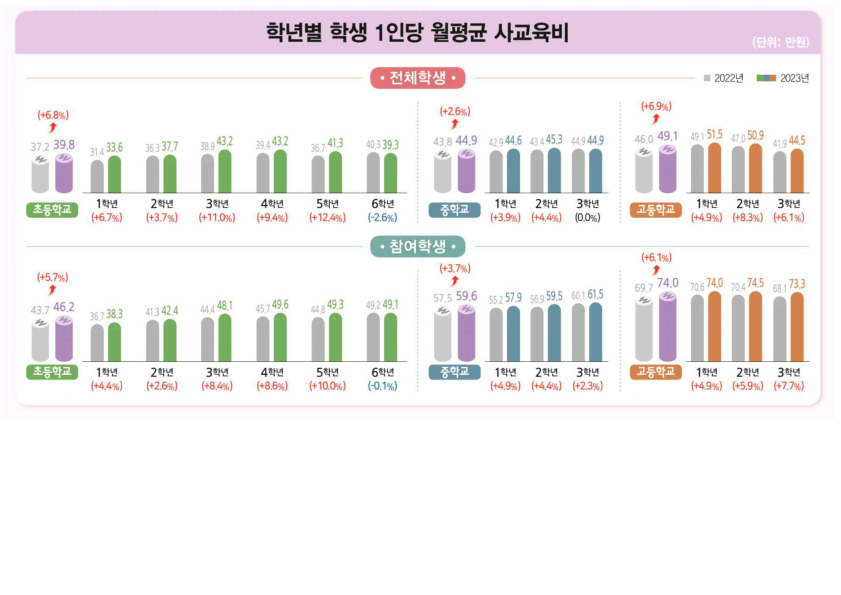 학년별 학생 1인당 월평균 사교육비
(단위: 만원)
• 전체학생 •
2022년 2023년
(+6.8%)
37.2 39.8
초등학교
31.4 33.6
1학년
(+6.7%)
36.3 37.7
2학년
(+3.7%)
38.9 43.2
3학년
(+11.0%)
39.4 43.2
4학년
(+9.4%)
36.7 41.3
5학년
(+12.4%)
40.3 39.3
6학년
(-2.6%)
(+2.6%)
43.8 44.9
중학교
42.9 44.6
1학년
(+3.9%)
43.4 45.3
2학년
(+4.4%)
44.9 44.9
3학년
(0.0%)
(+6.9%)
46.0 49.1
고등학교
49.1 51.5
1학년
(+4.9%)
47.0 50.9
2학년
(+8.3%)
41.9 44.5
3학년
(+6.1%)
• 참여학생 •
(+5.7%)
43.7 46.2
초등학교
36.7 38.3
1학년
(+4.4%)
41.3 42.4
2학년
(+2.6%)
44.4 48.1
3학년
(+8.4%)
45.7 49.6
4학년
(+8.6%)
44.8 49.3
5학년
(+10.0%)
49.2 49.1
6학년
(-0.1%)
(+3.7%)
57.5 59.6
중학교
55.2 57.9
1학년
(+4.9%)
56.9 59.5
2학년
(+4.4%)
60.1 61.5
3학년
(+2.3%)
(+6.1%)
69.7 74.0
고등학교
70.6 74.0
1학년
(+4.9%)
70.4 74.5
2학년
(+5.9%)
68.1 73.3
3학년
(+7.7%)